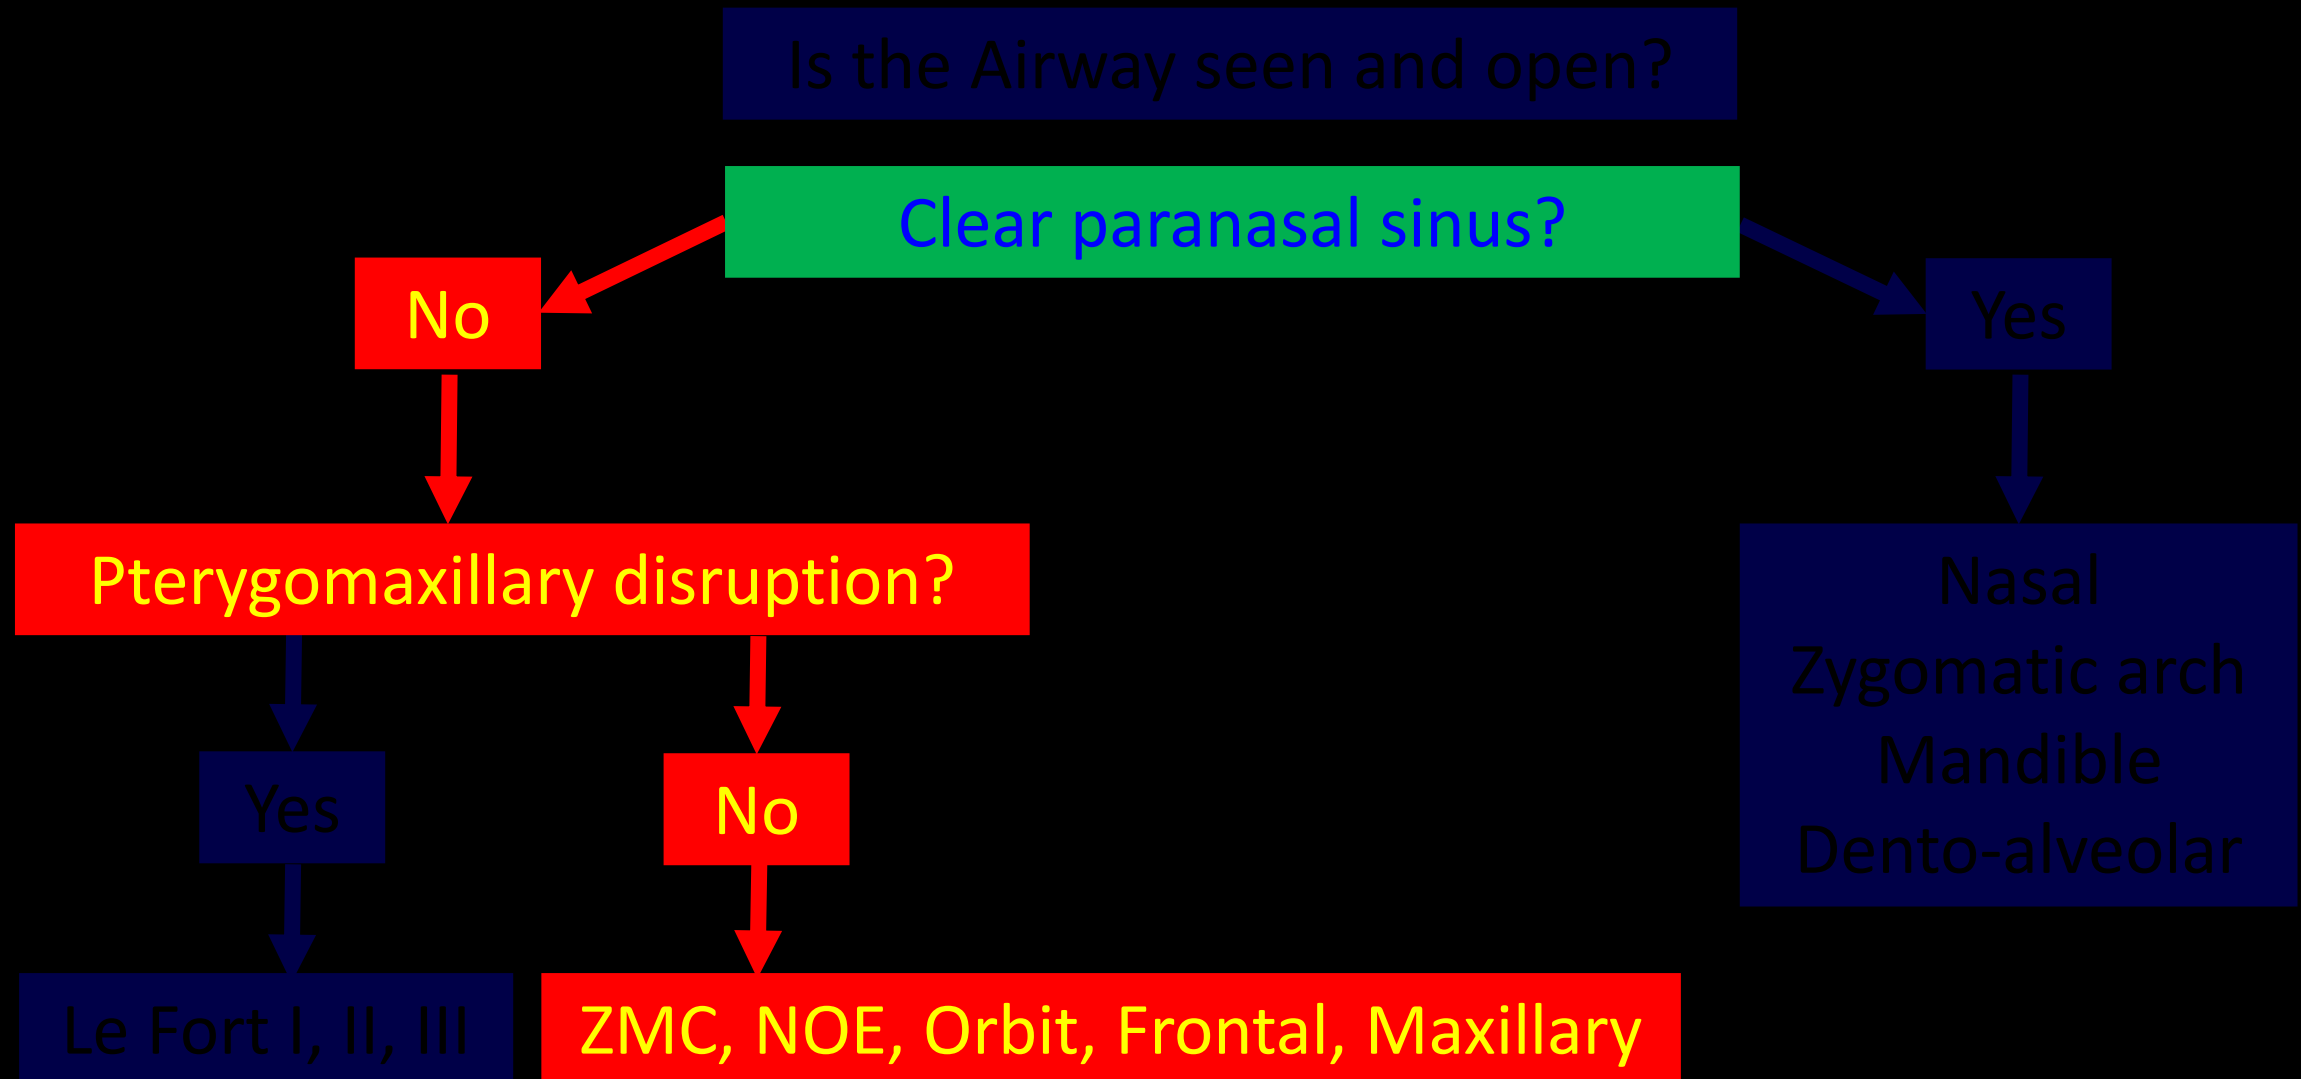 Is the Airway seen and open?
Clear paranasal sinus?
No
Yes
Pterygomaxillary disruption?
Nasal
Zygomatic arch
Mandible
Dento-alveolar
Yes
No
Le Fort I, II, III
ZMC, NOE, Orbit, Frontal, Maxillary